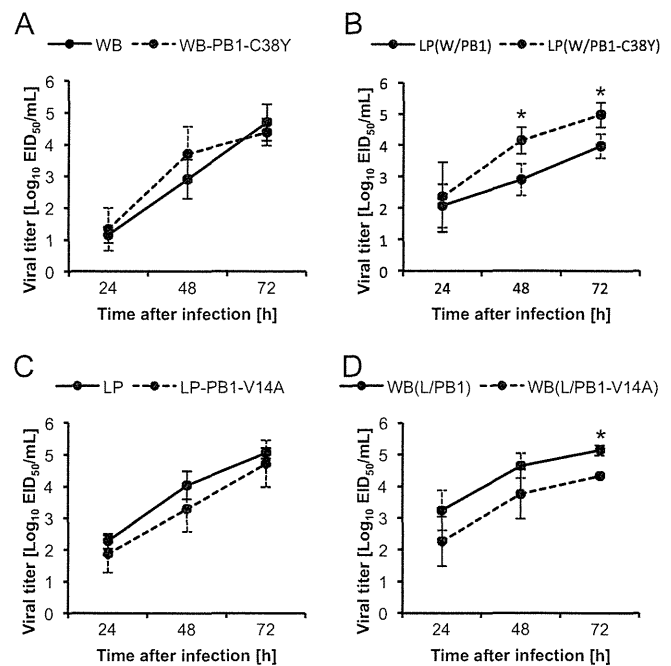 A
WB WB-PB1-C38Y
Viral titer [Log10 EID50/mL]
6
5
4
3
2
1
0
24 48 72
Time after infection [h]
B
LP(W/PB1) LP(W/PB1-C38Y)
Viral titer [Log10 EID50/mL]
6
5
4
3
2
1
0
* *
24 48 72
Time after infection [h]
C
LP LP-PB1-V14A
Viral titer [Log10 EID50/mL]
6
5
4
3
2
1
0
24 48 72
Time after infection [h]
D
WB(L/PB1) WB(L/PB1-V14A)
Viral titer [Log10 EID50/mL]
6
5
4
3
2
1
0
*
24 48 72
Time after infection [h]